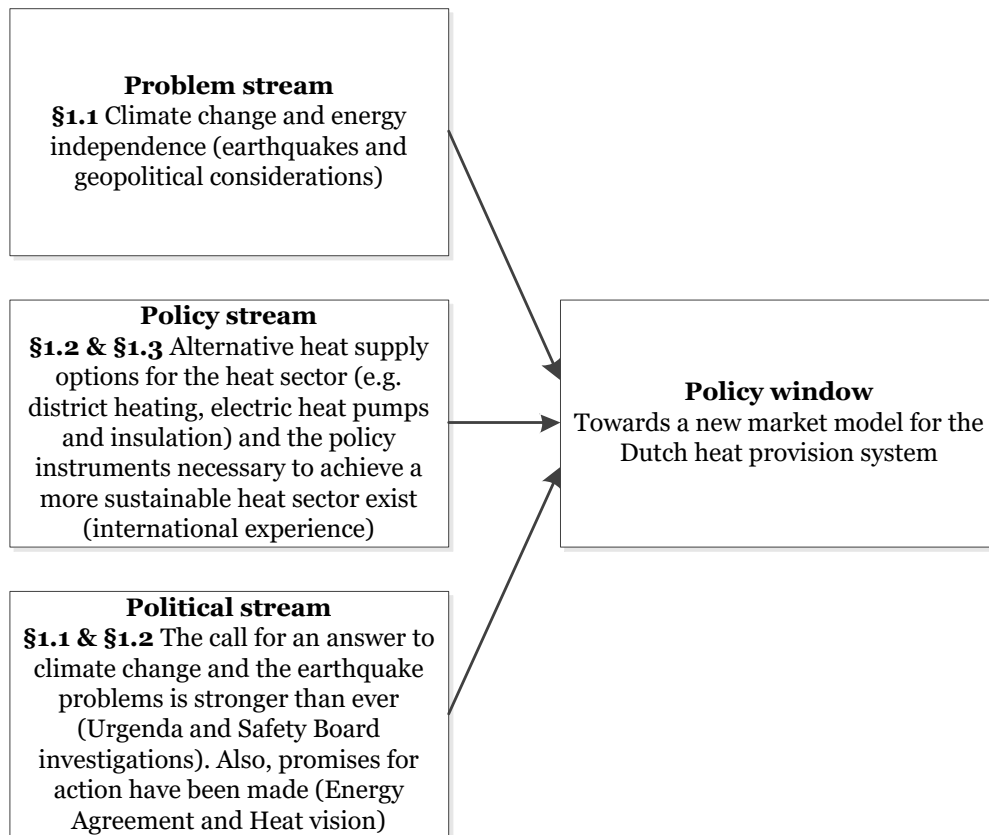 Problem stream
§1.1 Climate change and energy
independence (earthquakes and
geopolitical considerations)
Policy stream
§1.2 & §1.3 Alternative heat supply
options for the heat sector (e.g.
district heating, electric heat pumps
and insulation) and the policy
instruments necessary to achieve a
more sustainable heat sector exist
(international experience)
Political stream
§1.1 & §1.2 The call for an answer to
climate change and the earthquake
problems is stronger than ever
(Urgenda and Safety Board
investigations). Also, promises for
action have been made (Energy
Agreement and Heat vision)
Policy window
Towards a new market model for the
Dutch heat provision system